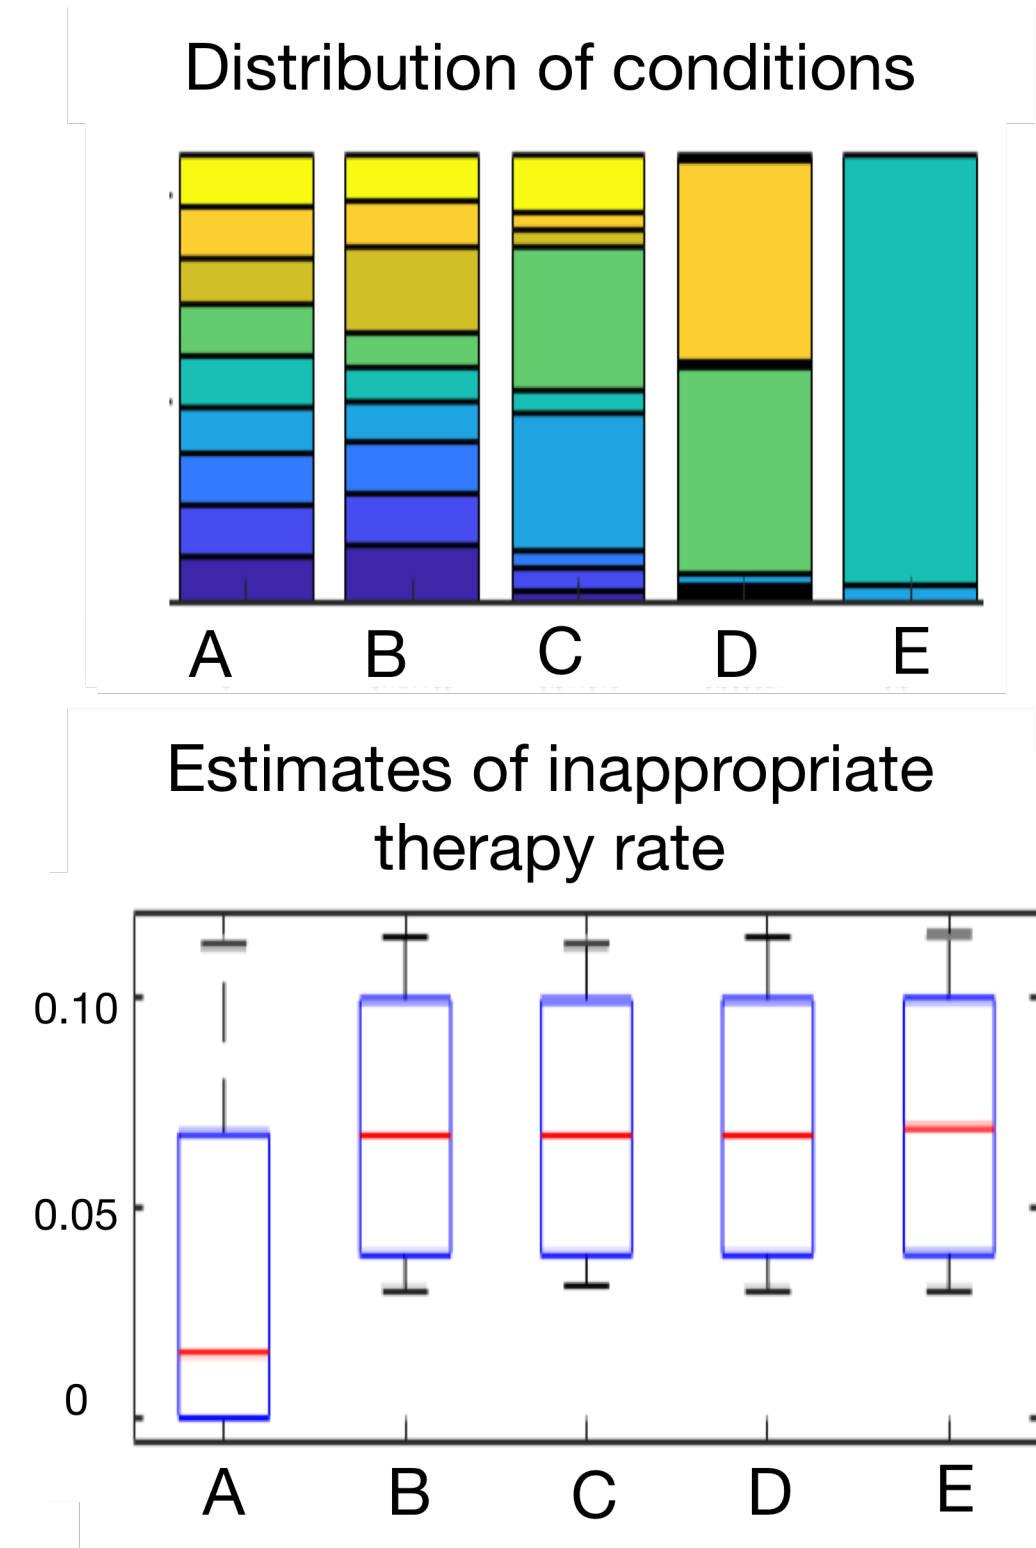 Distribution of conditions
A B C D E
Estimates of inappropriate
therapy rate
0.10
0.05
0
A B C D E